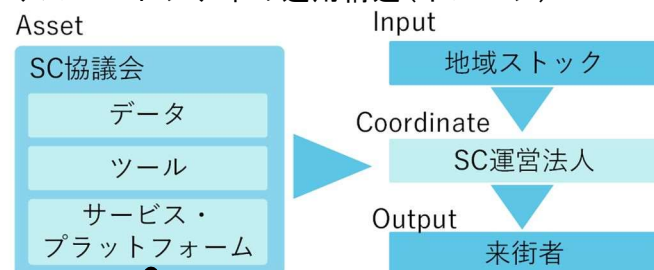 Asset
SC協議会
データ
ツール
サービス・
プラットフォーム
Input
地域ストック
Coordinate
SC運営法人
Output
来街者